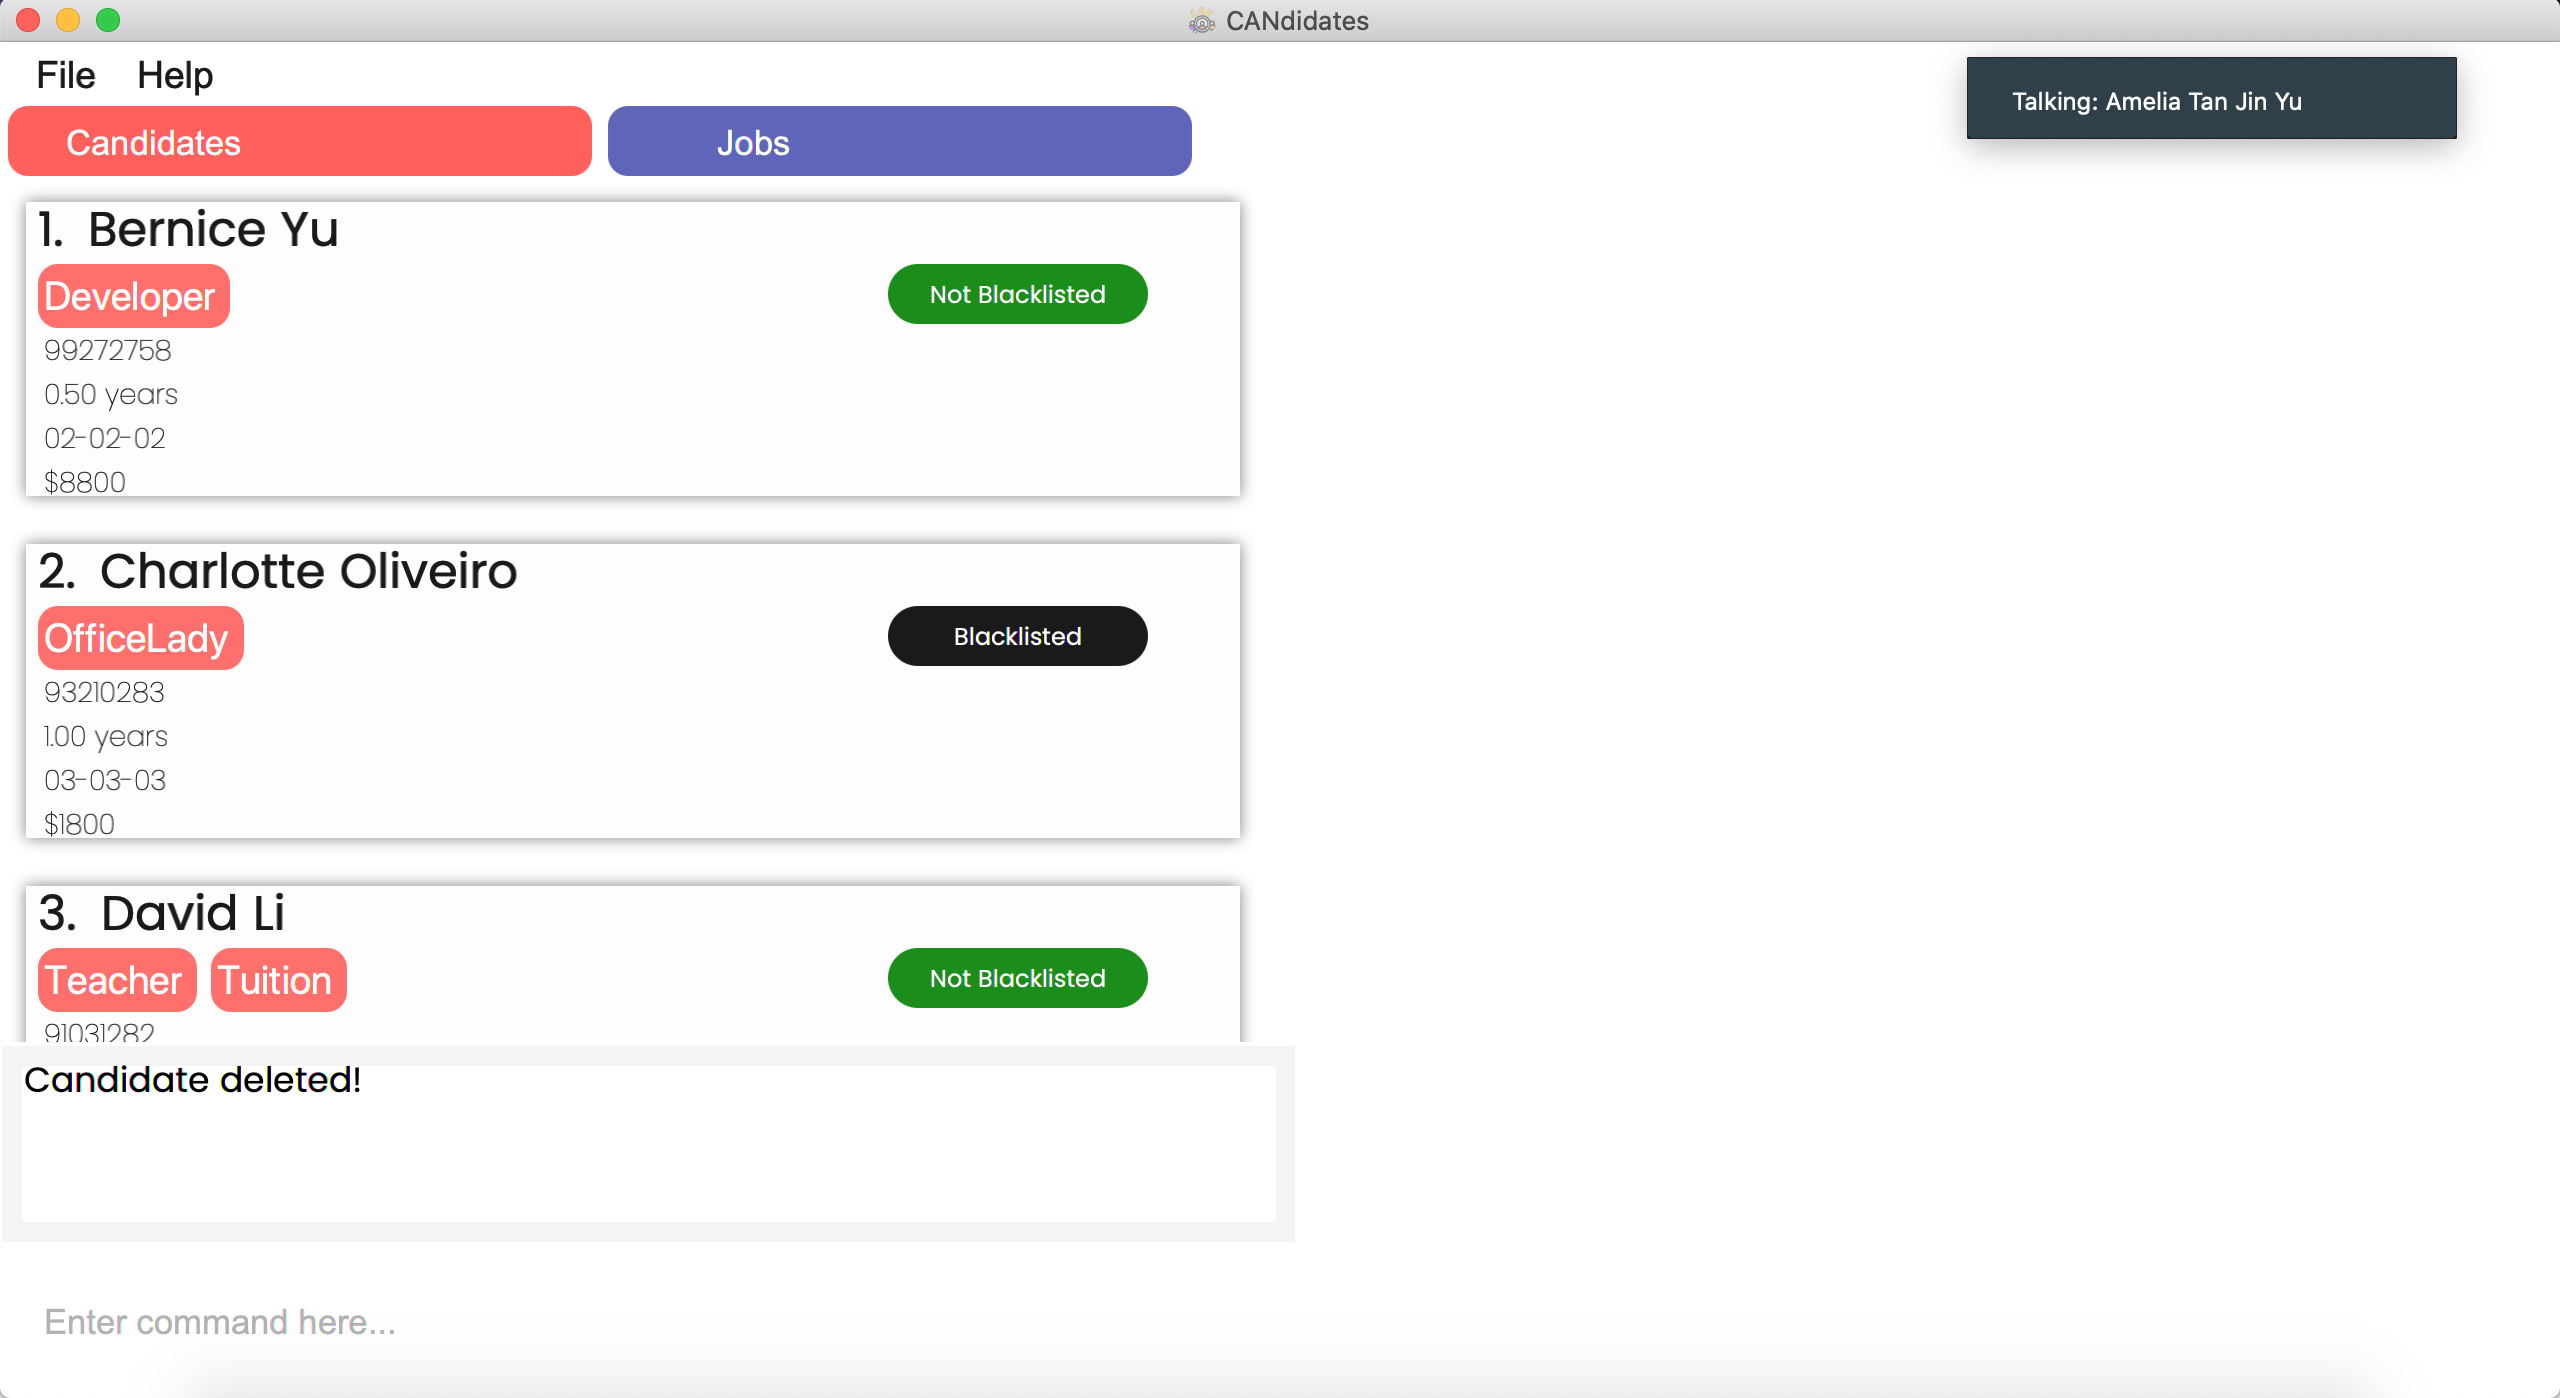 CANdidates
File Help
Talking: Amelia Tan Jin Yu
Candidates Jobs
1. Bernice Yu
Developer
Not Blacklisted
99272758
0.50 years
02-02-02
$8800
2. Charlotte Oliveiro
OfficeLady
Blacklisted
93210283
1.00 years
03-03-03
$1800
3. David Li
Teacher Tuition
Not Blacklisted
91031282
Candidate deleted!
Enter command here...